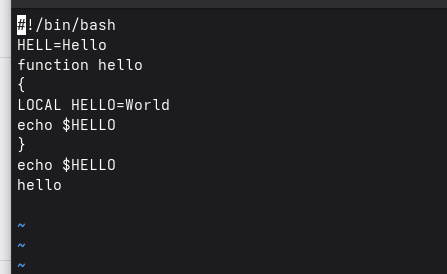 #!/bin/bash
HELL=Hello
function hello
{
LOCAL HELLO=World
echo $HELLO
}
echo $HELLO
hello
~
~
~